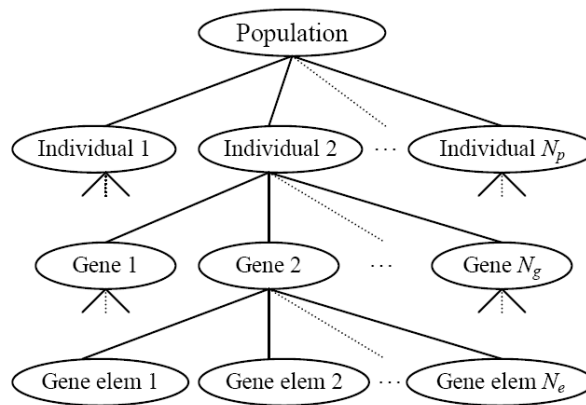 Population
Individual 1 Individual 2 ... Individual Np
Gene 1 Gene 2 ... Gene Ng
Gene elem 1 Gene elem 2 ... Gene elem Ne